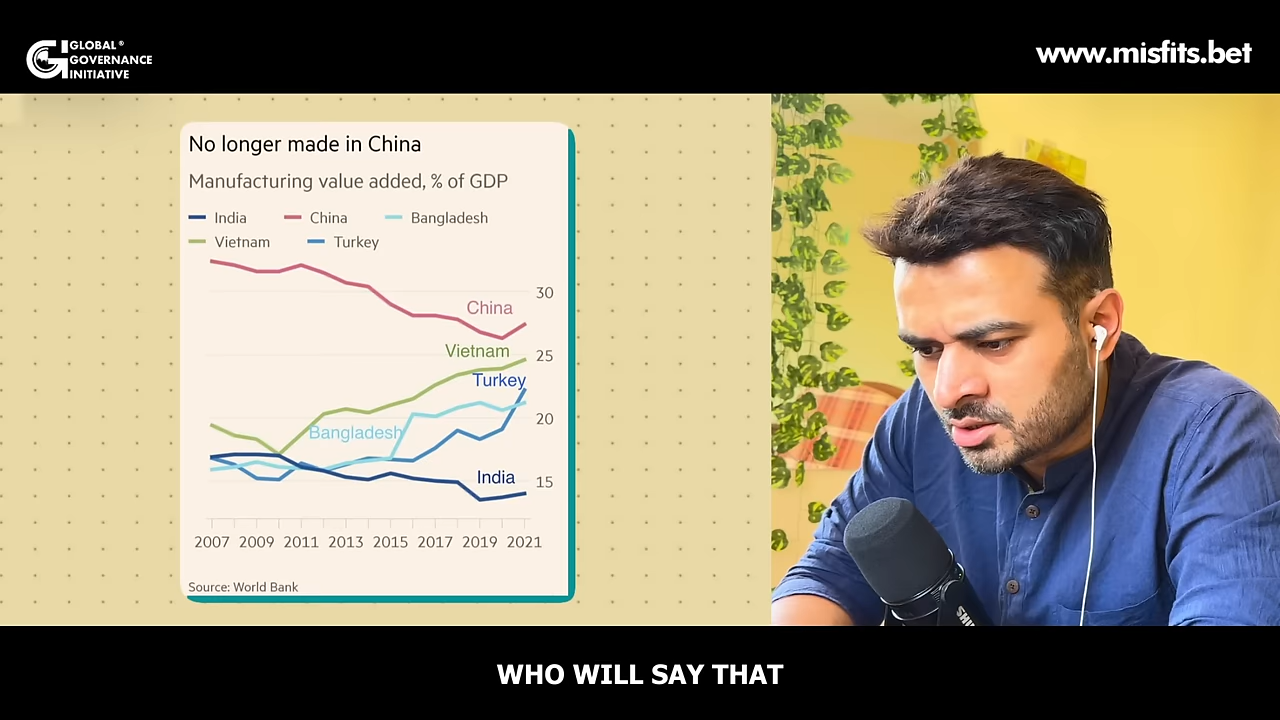 GLOBAL®
GOVERNANCE
INITIATIVE
www.misfits.bet
No longer made in China
Manufacturing value added, % of GDP
India China Bangladesh
Vietnam Turkey
30
China
Vietnam
25
Turkey
20
Bangladesh
India
15
2007 2009 2011 2013 2015 2017 2019 2021
Source: World Bank
WHO WILL SAY THAT